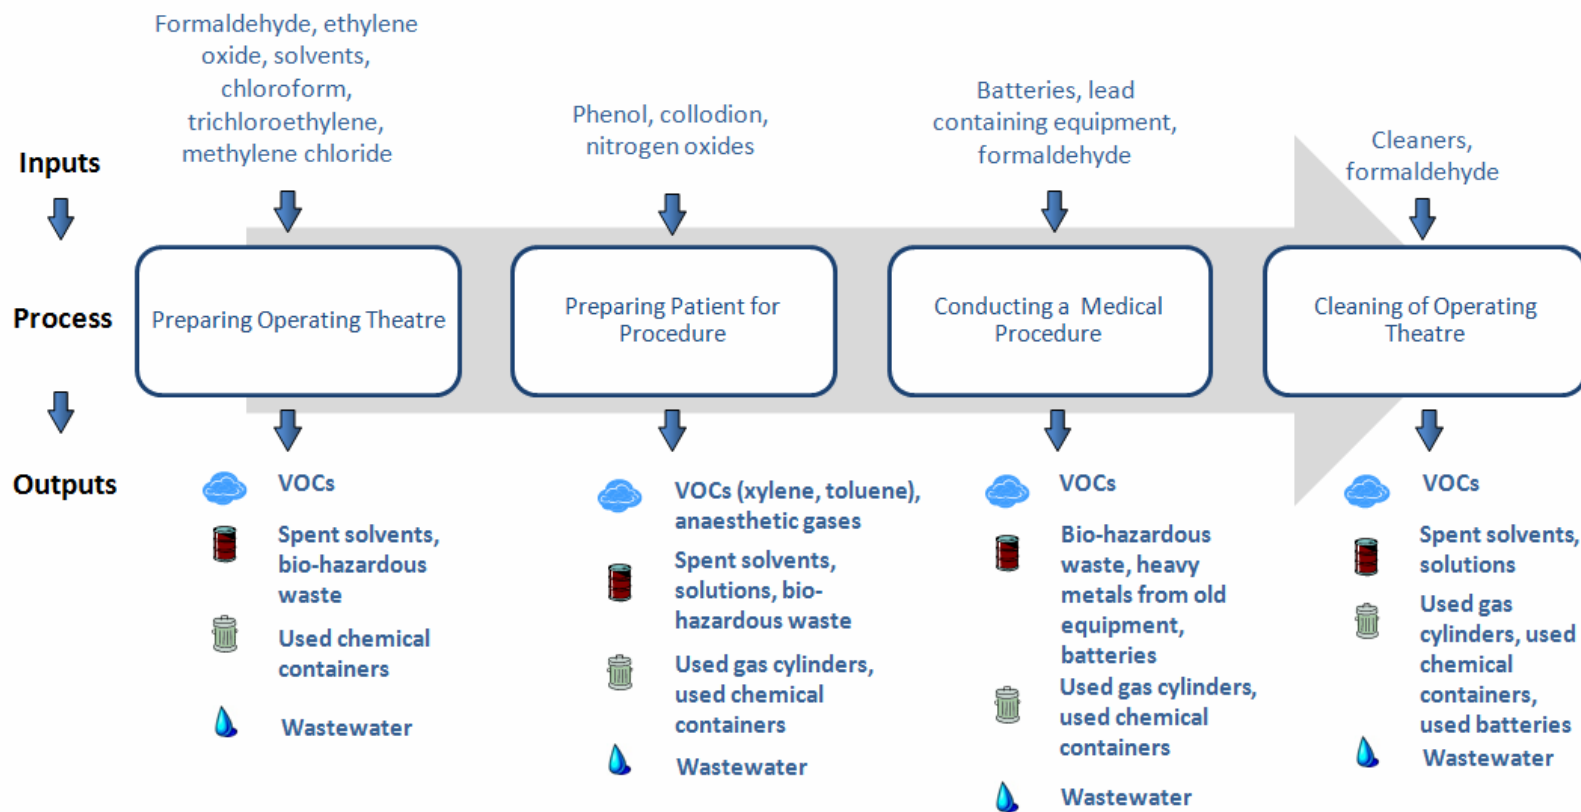 Inputs
Formaldehyde, ethylene
oxide, solvents,
chloroform,
trichloroethylene,
methylene chloride
Phenol, collodion,
nitrogen oxides
Batteries, lead
containing equipment,
formaldehyde
Cleaners,
formaldehyde
Process
Preparing Operating Theatre
Preparing Patient for
Procedure
Conducting a Medical
Procedure
Cleaning of Operating
Theatre
Outputs
VOCs
Spent solvents,
bio-hazardous
waste
Used chemical
containers
Wastewater
VOCs (xylene, toluene),
anaesthetic gases
Spent solvents,
solutions, bio-
hazardous waste
Used gas cylinders,
used chemical
containers
Wastewater
VOCs
Bio-hazardous
waste, heavy
metals from old
equipment,
batteries
Used gas cylinders,
used chemical
containers
Wastewater
VOCs
Spent solvents,
solutions
Used gas
cylinders, used
chemical
containers,
used batteries
Wastewater